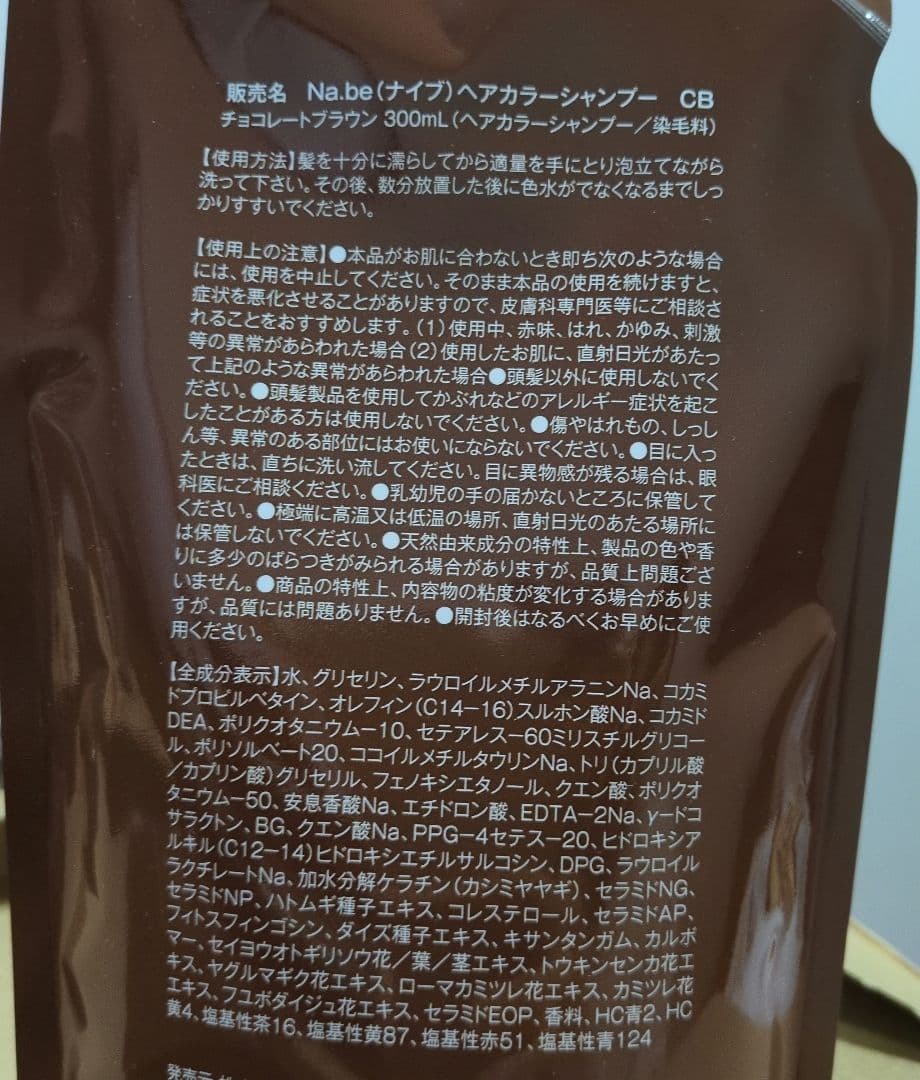 販売名 Na.be(ナイブ)ヘアカラーシャンプー CB
チョコレートブラウン 300mL(ヘアカラーシャンプー/染毛料)
【使用方法】髪を十分に濡らしてから適量を手にとり泡立てながら
洗って下さい。その後、数分放置した後に色水がでなくなるまでしっ
かりすすいでください。
【使用上の注意】●本品がお肌に合わないとき即ち次のような場合
には、使用を中止してください。そのまま本品の使用を続けますと、
症状を悪化させることがありますので、皮膚科専門医等にご相談さ
れることをおすすめします。(1)使用中、赤味、はれ、かゆみ、刺激
等の異常があらわれた場合(2)使用したお肌に、直射日光があたっ
て上記のような異常があらわれた場合●頭髪以外に使用しないでく
ださい。●頭髪製品を使用してかぶれなどのアレルギー症状を起こ
したことがある方は使用しないでください。●傷やはれもの、しっし
ん等、異常のある部位にはお使いにならないでください。●目に入っ
たときは、直ちに洗い流してください。目に異物感が残る場合は、眼
科医にご相談ください。●乳幼児の手の届かないところに保管して
ください。●極端に高温又は低温の場所、直射日光のあたる場所に
は保管しないでください。●天然由来成分の特性上、製品の色や香
りに多少のばらつきがみられる場合がありますが、品質上問題ござ
いません。●商品の特性上、内容物の粘度が変化する場合がありま
すが、品質には問題ありません。●開封後はなるべくお早めにご使
用ください。
【全成分表示】水、グリセリン、ラウロイルメチルアラニンNa、コカミ
ドプロピルベタイン、オレフィン(C14−16)スルホン酸Na、コカミド
DEA、ポリクオタニウム−10、セテアレス−60ミリスチルグリコー
ル、ポリソルベート20、ココイルメチルタウリンNa、トリ(カプリル酸
/カプリン酸)グリセリル、フェノキシエタノール、クエン酸、ポリクオ
タニウム−50、安息香酸Na、エチドロン酸、EDTA−2Na、γ−ドコ
サラクトン、BG、クエン酸Na、PPG−4セテス−20、ヒドロキシア
ルキル(C12−14)ヒドロキシエチルサルコシン、DPG、ラウロイル
ラクチレートNa、加水分解ケラチン(カシミヤヤギ)、セラミドNG、
セラミドNP、ハトムギ種子エキス、コレステロール、セラミドAP、
フィトスフィンゴシン、ダイズ種子エキス、キサンタンガム、カルボ
マー、セイヨウオトギリソウ花/葉/茎エキス、トウキンセンカ花エ
キス、ヤグルマギク花エキス、ローマカミツレ花エキス、カミツレ花
エキス、フユボダイジュ花エキス、セラミドEOP、香料、HC青2、HC
黄4、塩基性茶16、塩基性黄87、塩基性赤51、塩基性青124
発売元